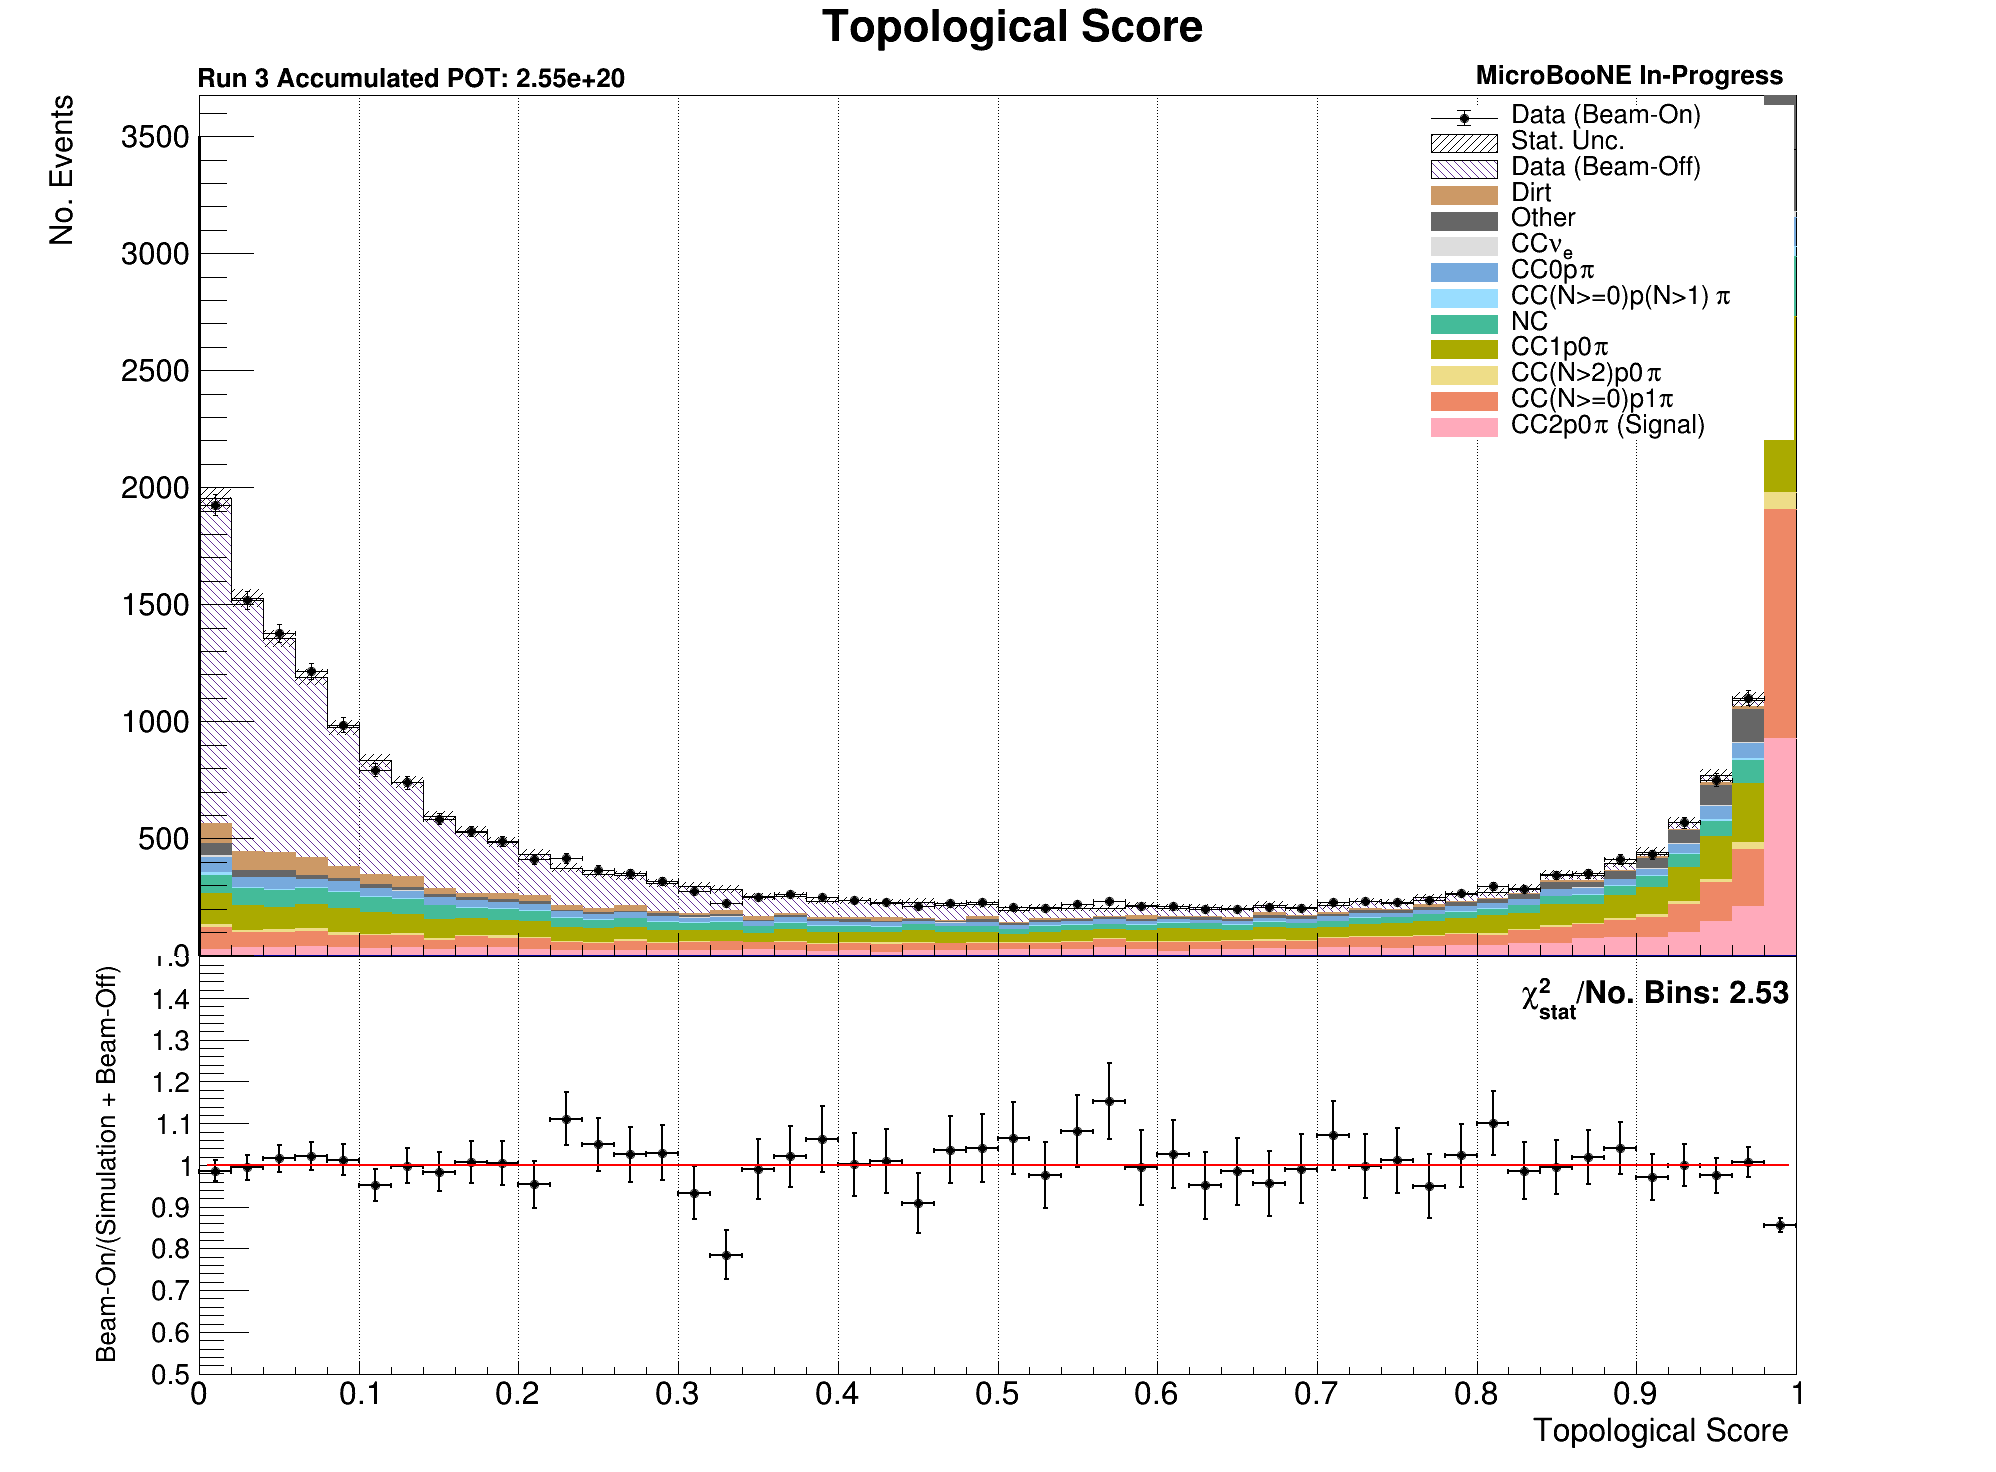 Topological Score
Run 3 Accumulated POT: 2.55e+20
MicroBooNE In-Progress
No. Events
3500
3000
2500
2000
1500
1000
500
0
Data (Beam-On)
Stat. Unc.
Data (Beam-Off)
Dirt
Other
CCνe
CC0pπ
CC(N>=0)p(N>1) π
NC
CC1p0π
CC(N>2)p0π
CC(N>=0)p1π
CC2p0π (Signal)
Beam-On/(Simulation + Beam-Off)
χ²stat/No. Bins: 2.53
1.5
1.4
1.3
1.2
1.1
1
0.9
0.8
0.7
0.6
0.5
0 0.1 0.2 0.3 0.4 0.5 0.6 0.7 0.8 0.9 1
Topological Score